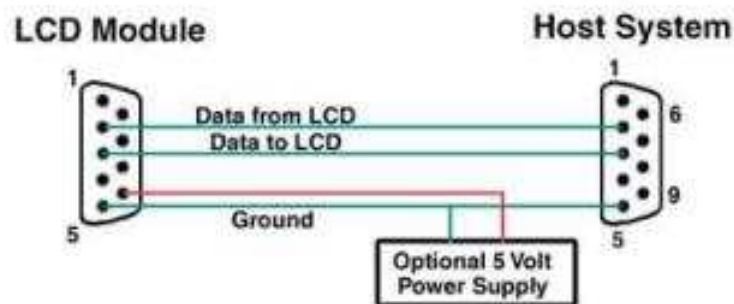 LCD Module
Host System
1
1
Data from LCD
6
Data to LCD
9
5
Ground
5
Optional 5 Volt
Power Supply